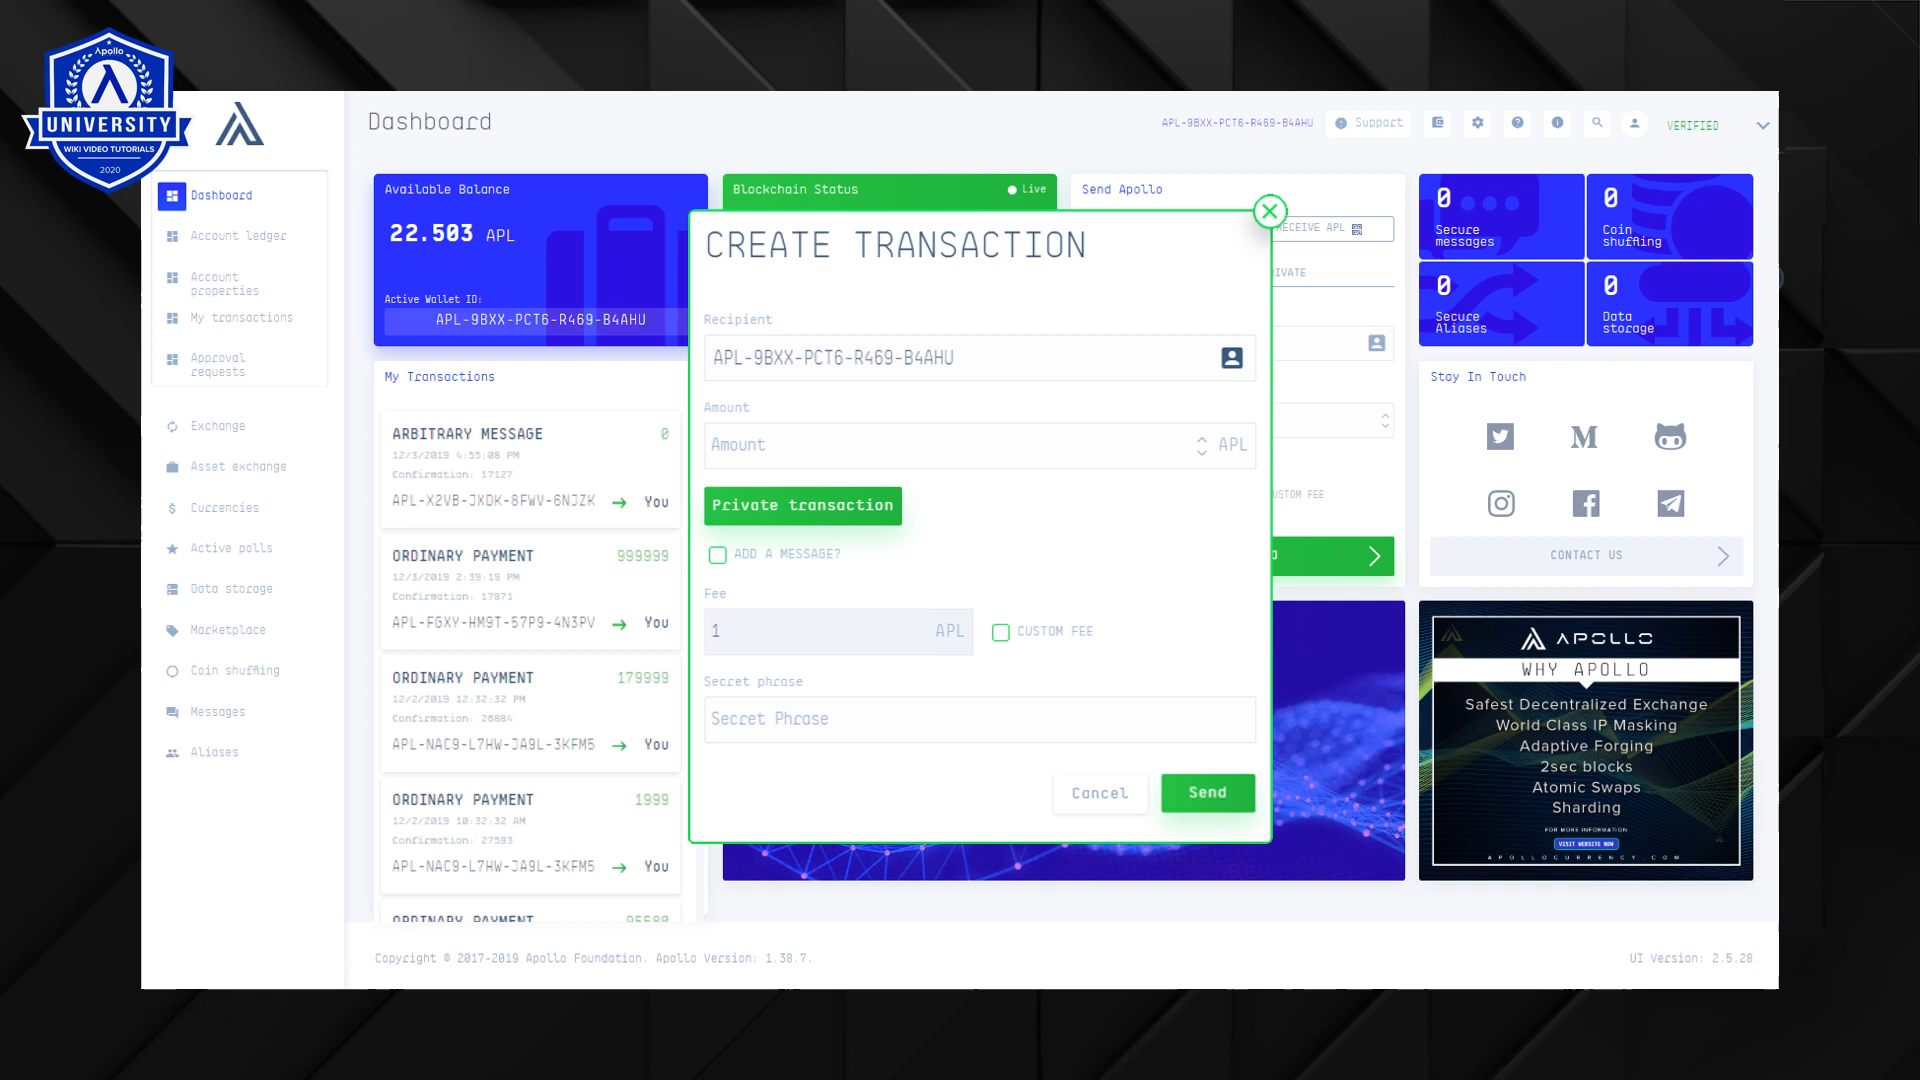 Apollo
UNIVERSITY
WIKI VIDEO TUTORIALS
2020
Dashboard
APL-9BXX-PCT6-R469-B4AHU
Support
VERIFIED
Dashboard
Account ledger
Account
properties
My transactions
Approval
requests
Exchange
Asset exchange
Currencies
Active polls
Data storage
Marketplace
Coin shuffling
Messages
Aliases
Available Balance
22.503 APL
Active Wallet ID:
APL-9BXX-PCT6-R469-B4AHU
Blockchain Status
Live
Send Apollo
RECEIVE APL
My Transactions
ARBITRARY MESSAGE 0
12/3/2019 4:55:08 PM
Confirmation: 17127
APL-X2VB-JXDK-8FWV-6NJZK → You
ORDINARY PAYMENT 999999
12/3/2019 2:39:19 PM
Confirmation: 17871
APL-FGXY-HM9T-57P9-4N3PV → You
ORDINARY PAYMENT 179999
12/2/2019 12:32:32 PM
Confirmation: 26884
APL-NAC9-L7HW-JA9L-3KFM5 → You
ORDINARY PAYMENT 1999
12/2/2019 10:32:32 AM
Confirmation: 27593
APL-NAC9-L7HW-JA9L-3KFM5 → You
ORDINARY PAYMENT 95580
CREATE TRANSACTION
Recipient
APL-9BXX-PCT6-R469-B4AHU
Amount
Amount APL
Private transaction
ADD A MESSAGE?
Fee
1 APL
CUSTOM FEE
Secret phrase
Secret Phrase
Cancel
Send
0
Secure
messages
0
Coin
shuffling
0
Secure
Aliases
0
Data
storage
Stay In Touch
CONTACT US
APOLLO
WHY APOLLO
Safest Decentralized Exchange
World Class IP Masking
Adaptive Forging
2sec blocks
Atomic Swaps
Sharding
FOR MORE INFORMATION
VISIT WEBSITE NOW
APOLLOCURRENCY.COM
Copyright © 2017-2019 Apollo Foundation. Apollo Version: 1.38.7.
UI Version: 2.5.28